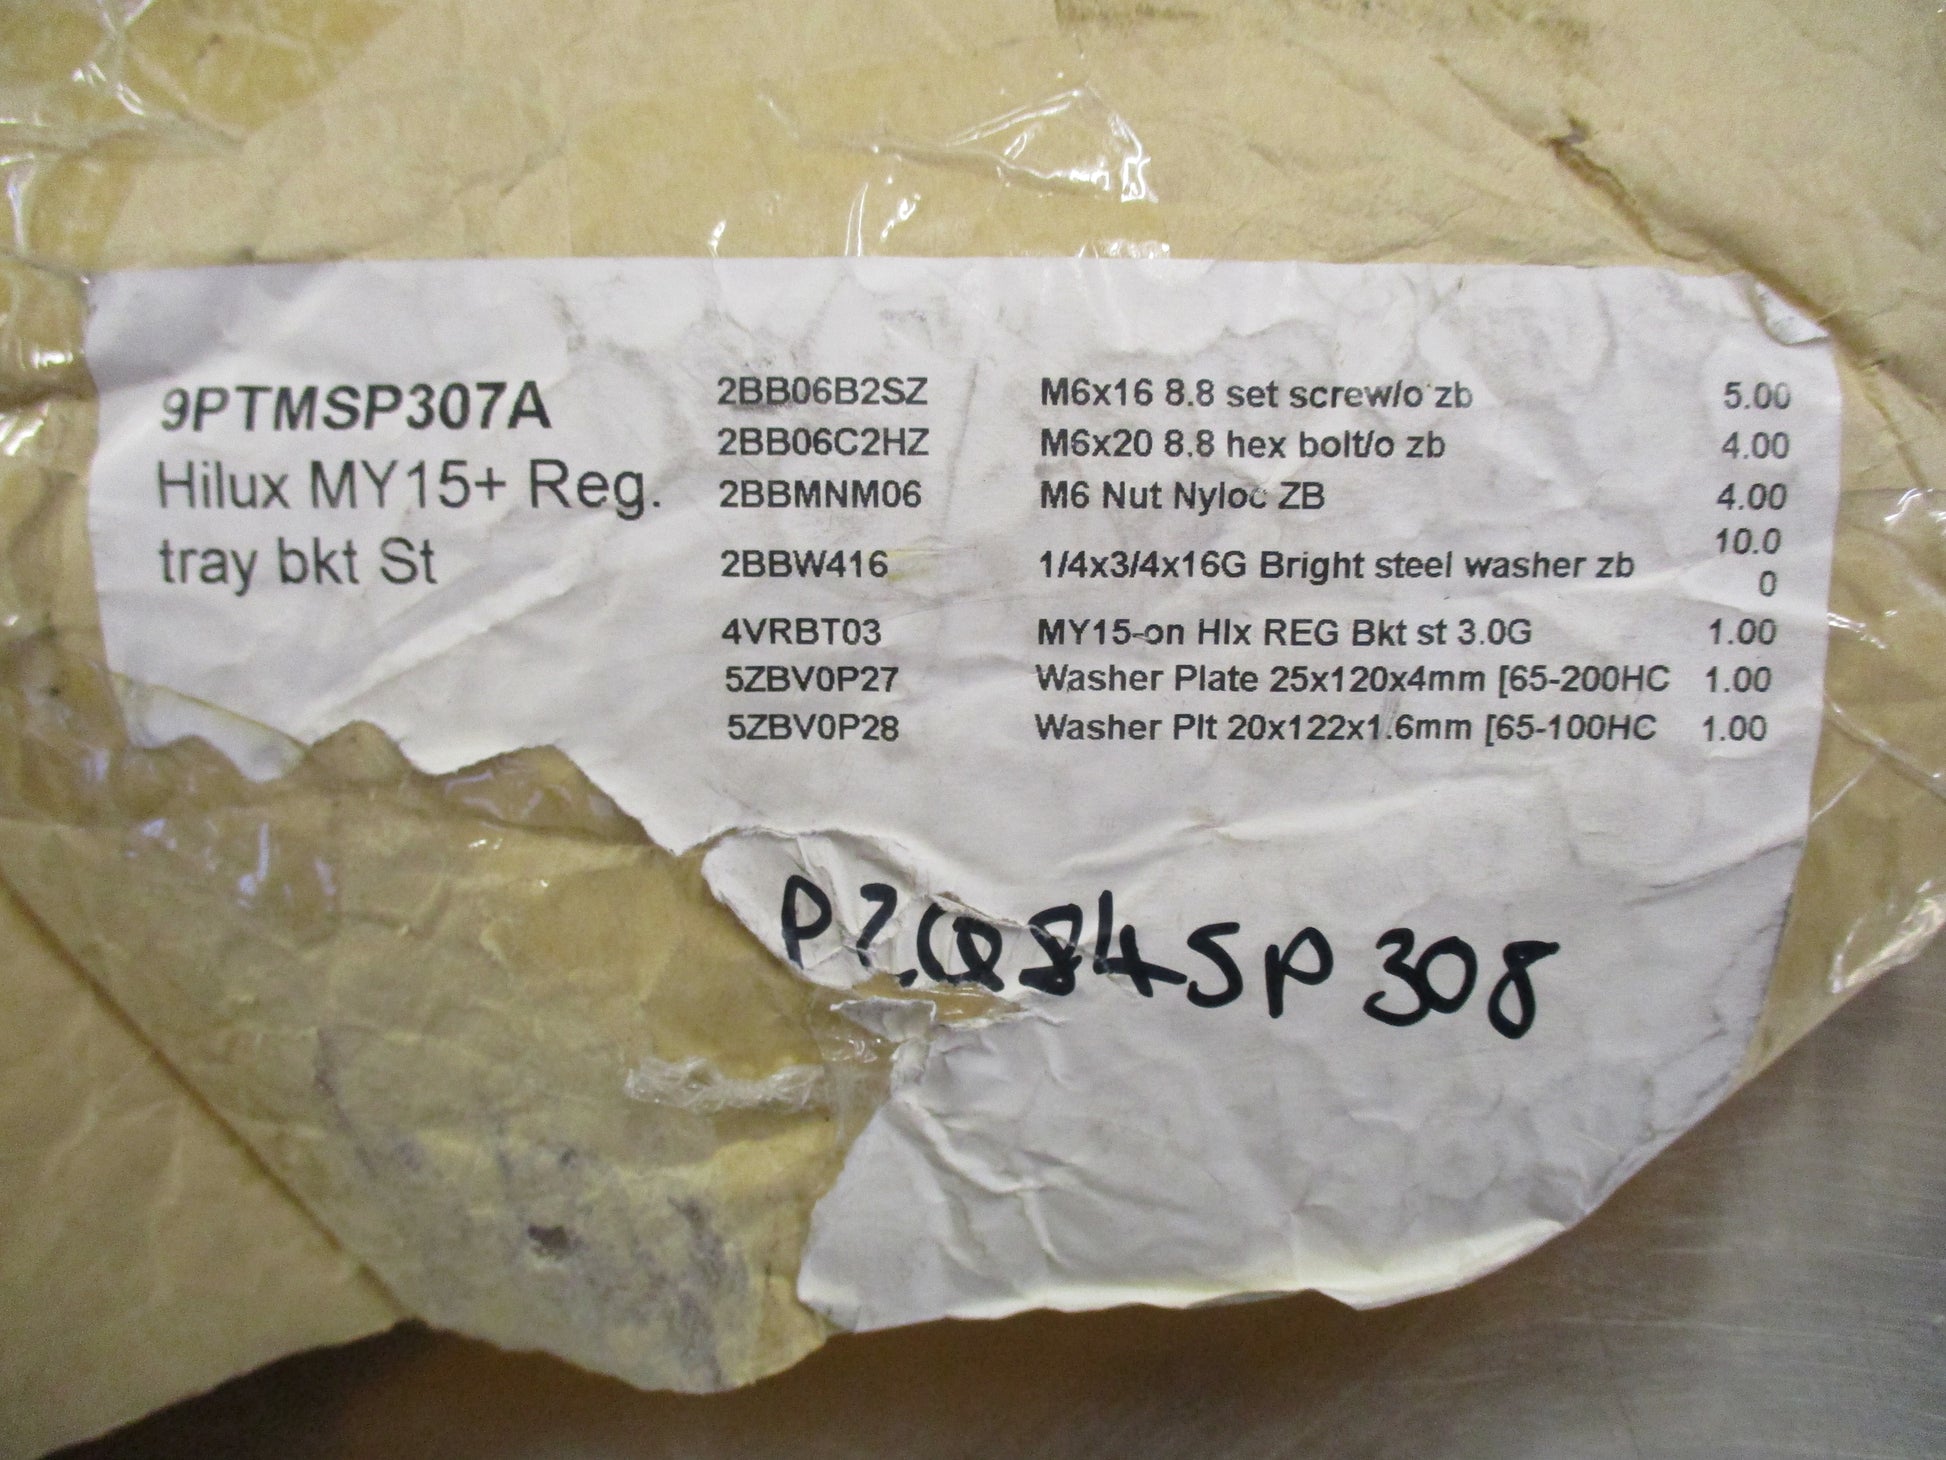 9PTMSP307A
Hilux MY15+ Reg.
tray bkt St
2BB06B2SZ M6x16 8.8 set screw/o zb 5.00
2BB06C2HZ M6x20 8.8 hex bolt/o zb 4.00
2BBMNM06 M6 Nut Nyloc ZB 4.00
2BBW416 1/4x3/4x16G Bright steel washer zb 10.0
0
4VRBT03 MY15-on Hlx REG Bkt st 3.0G 1.00
5ZBV0P27 Washer Plate 25x120x4mm [65-200HC 1.00
5ZBV0P28 Washer Plt 20x122x1.6mm [65-100HC 1.00
SP308